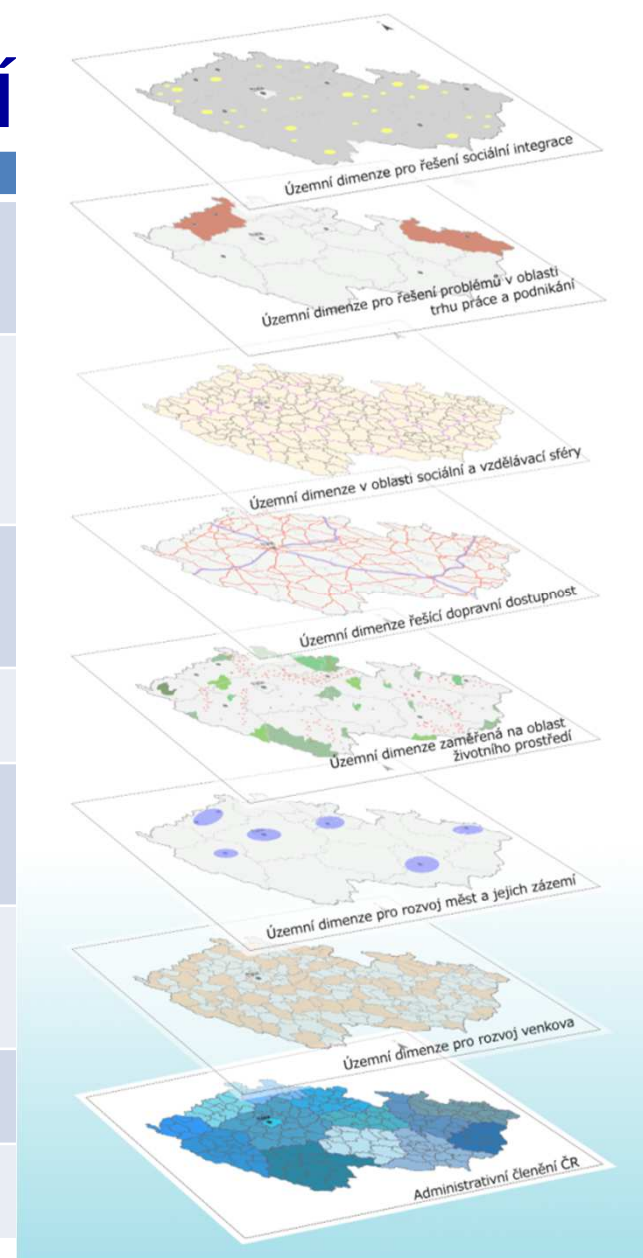 Í
Územní dimenze pro řešení sociální integrace
Územní dimenze pro řešení problémů v oblasti
trhu práce a podnikání
Územní dimenze v oblasti sociální a vzdělávací sféry
Územní dimenze řešící dopravní dostupnost
Územní dimenze zaměřená na oblast
životního prostředí
Územní dimenze pro rozvoj měst a jejich zázemí
Územní dimenze pro rozvoj venkova
Administrativní členění ČR